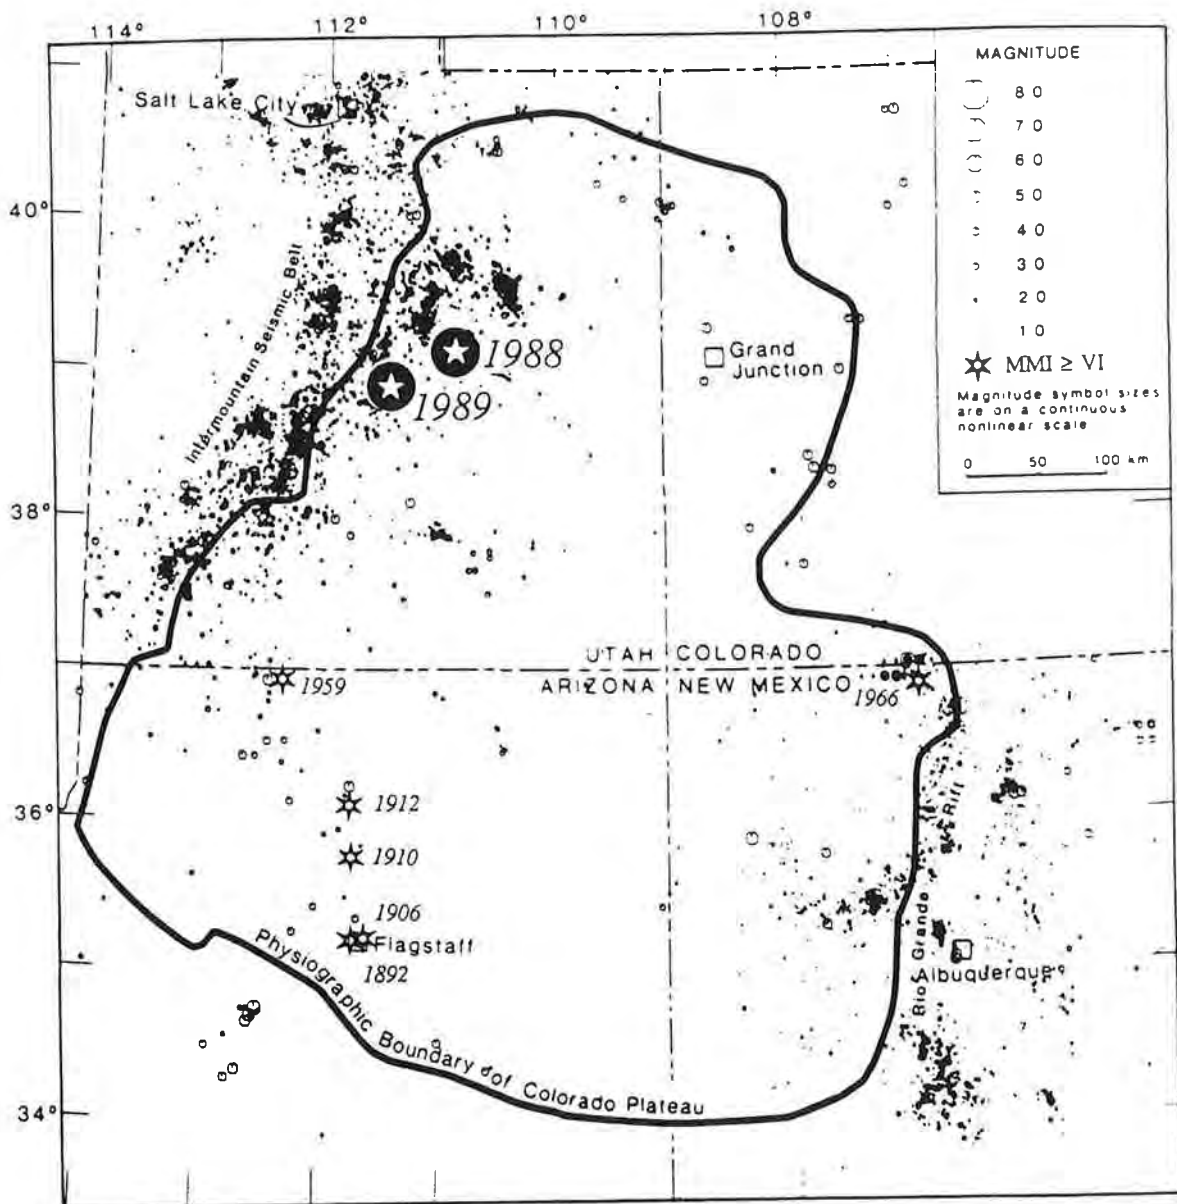 114°
112°
110°
108°
MAGNITUDE
8 0
7 0
6 0
5 0
4 0
3 0
2 0
1 0
MMI ≥ VI
Magnitude symbol sizes
are on a continuous
nonlinear scale
0 50 100 km
Salt Lake City
40°
Intermountain Seismic Belt
1988
1989
Grand
Junction
38°
UTAH COLORADO
ARIZONA NEW MEXICO
1959
1966
36°
1912
1910
1906
Flagstaff
1892
Rio Grande Rift
Albuquerque
Physiographic Boundary of Colorado Plateau
34°